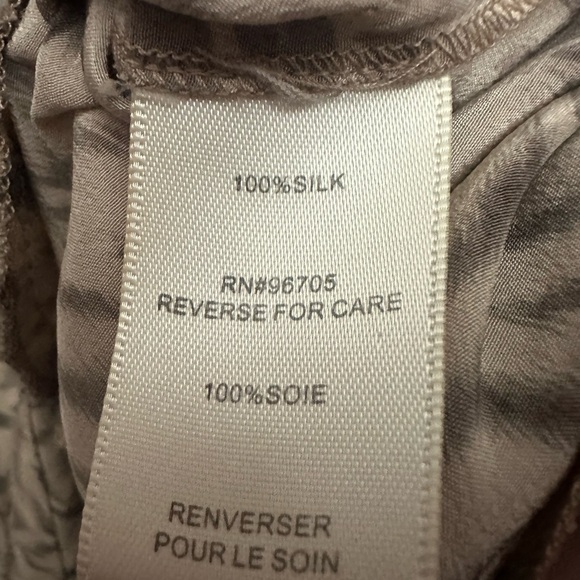 100%SILK
RN#96705
REVERSE FOR CARE
100%SOIE
RENVERSER
POUR LE SOIN